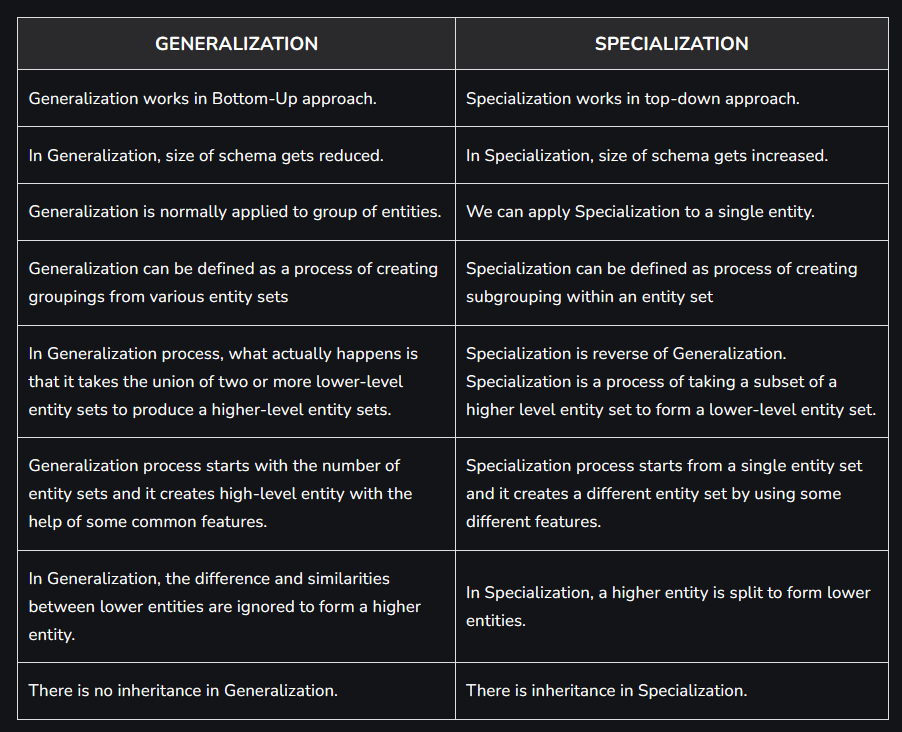 GENERALIZATION
SPECIALIZATION
Generalization works in Bottom-Up approach.
Specialization works in top-down approach.
In Generalization, size of schema gets reduced.
In Specialization, size of schema gets increased.
Generalization is normally applied to group of entities.
We can apply Specialization to a single entity.
Generalization can be defined as a process of creating
groupings from various entity sets
Specialization can be defined as process of creating
subgrouping within an entity set
In Generalization process, what actually happens is
that it takes the union of two or more lower-level
entity sets to produce a higher-level entity sets.
Specialization is reverse of Generalization.
Specialization is a process of taking a subset of a
higher level entity set to form a lower-level entity set.
Generalization process starts with the number of
entity sets and it creates high-level entity with the
help of some common features.
Specialization process starts from a single entity set
and it creates a different entity set by using some
different features.
In Generalization, the difference and similarities
between lower entities are ignored to form a higher
entity.
In Specialization, a higher entity is split to form lower
entities.
There is no inheritance in Generalization.
There is inheritance in Specialization.